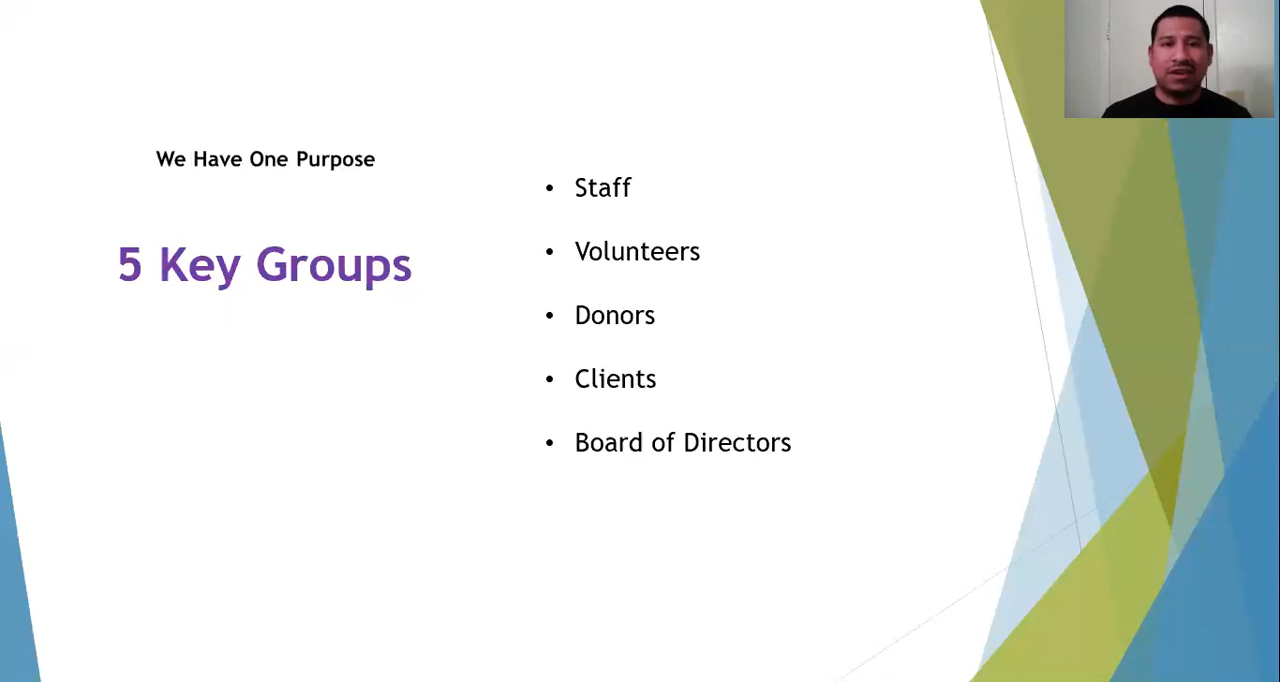 We Have One Purpose
5 Key Groups
• Staff
• Volunteers
• Donors
• Clients
• Board of Directors